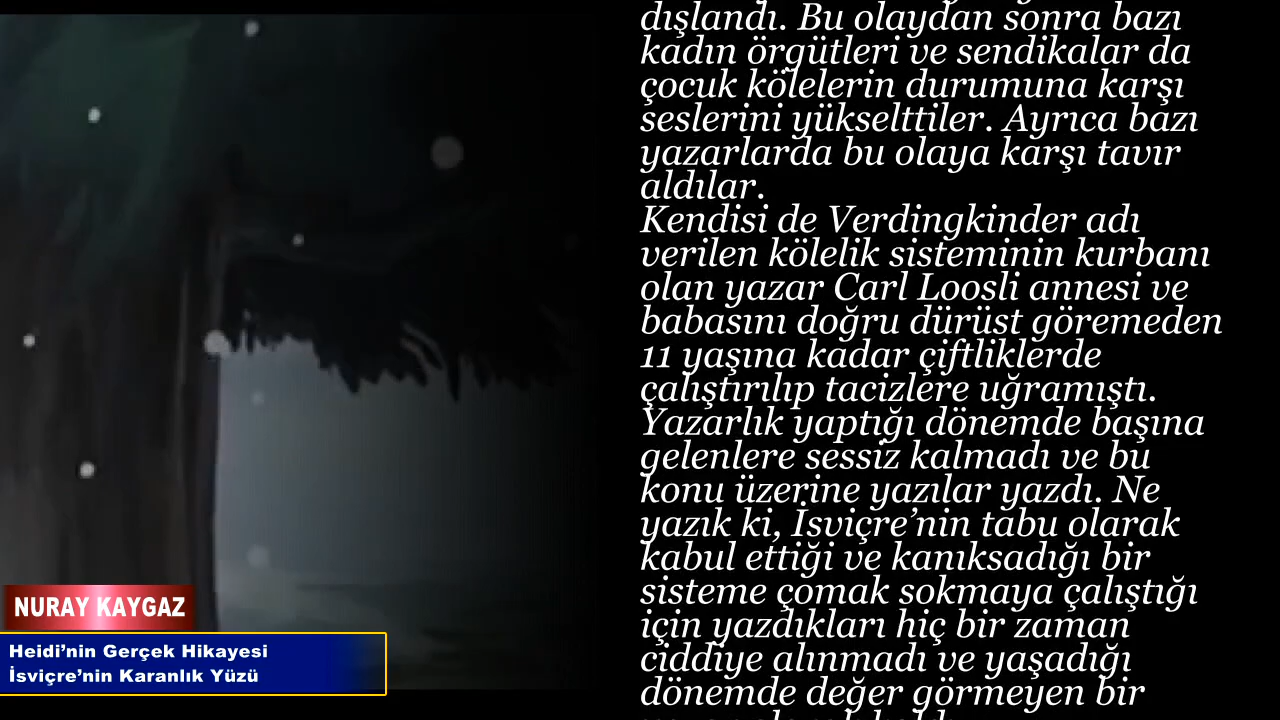 dışlandı. Bu olaydan sonra bazı
kadın örgütleri ve sendikalar da
çocuk kölelerin durumuna karşı
seslerini yükselttiler. Ayrıca bazı
yazarlarda bu olaya karşı tavır
aldılar.
Kendisi de Verdingkinder adı
verilen kölelik sisteminin kurbanı
olan yazar Carl Loosli annesi ve
babasını doğru dürüst göremeden
11 yaşına kadar çiftliklerde
çalıştırılıp tacizlere uğramıştı.
Yazarlık yaptığı dönemde başına
gelenlere sessiz kalmadı ve bu
konu üzerine yazılar yazdı. Ne
yazık ki, İsviçre’nin tabu olarak
kabul ettiği ve kanıksadığı bir
sisteme çomak sokmaya çalıştığı
için yazdıkları hiç bir zaman
ciddiye alınmadı ve yaşadığı
dönemde değer görmeyen bir
NURAY KAYGAZ
Heidi’nin Gerçek Hikayesi
İsviçre’nin Karanlık Yüzü